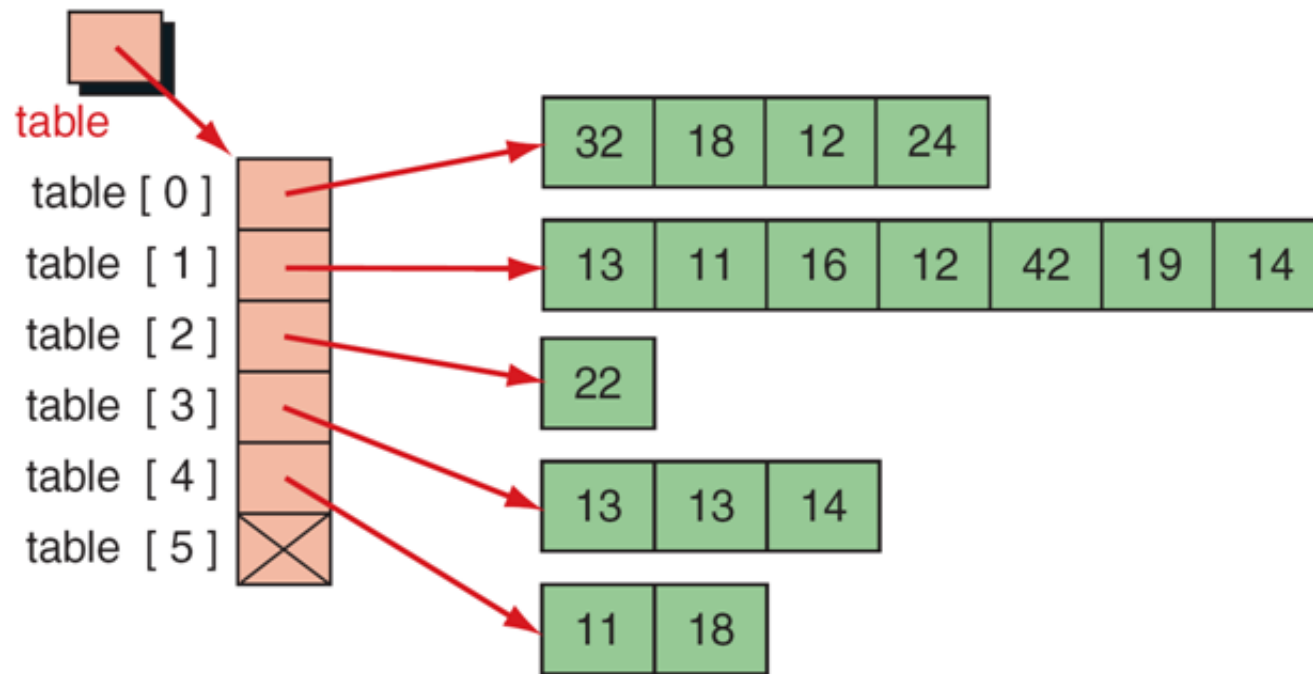 table
32 18 12 24
table [ 0 ]
table [ 1 ] 13 11 16 12 42 19 14
table [ 2 ]
22
table [ 3 ]
table [ 4 ]
13 13 14
table [ 5 ]
11 18